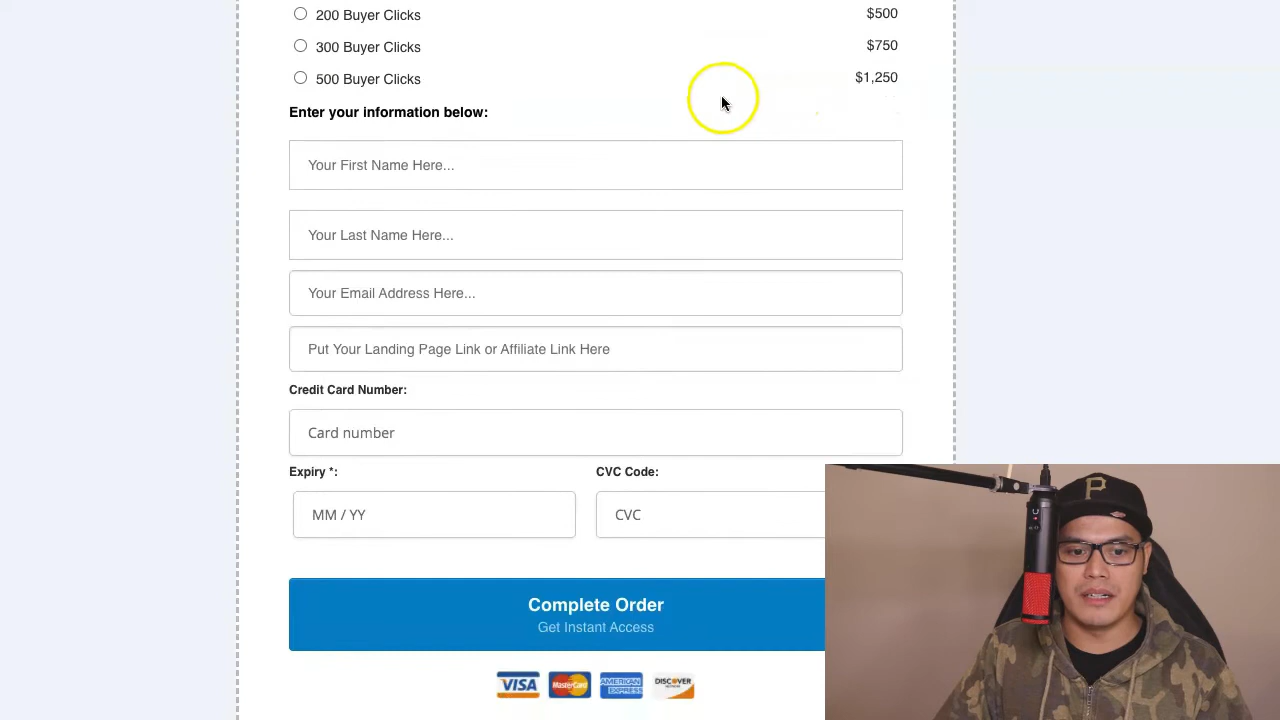 200 Buyer Clicks $500
300 Buyer Clicks $750
500 Buyer Clicks $1,250
Enter your information below:
Your First Name Here...
Your Last Name Here...
Your Email Address Here...
Put Your Landing Page Link or Affiliate Link Here
Credit Card Number:
Card number
Expiry *: CVC Code:
MM / YY CVC
Complete Order
Get Instant Access
VISA MasterCard AMERICAN EXPRESS DISCOVER
P